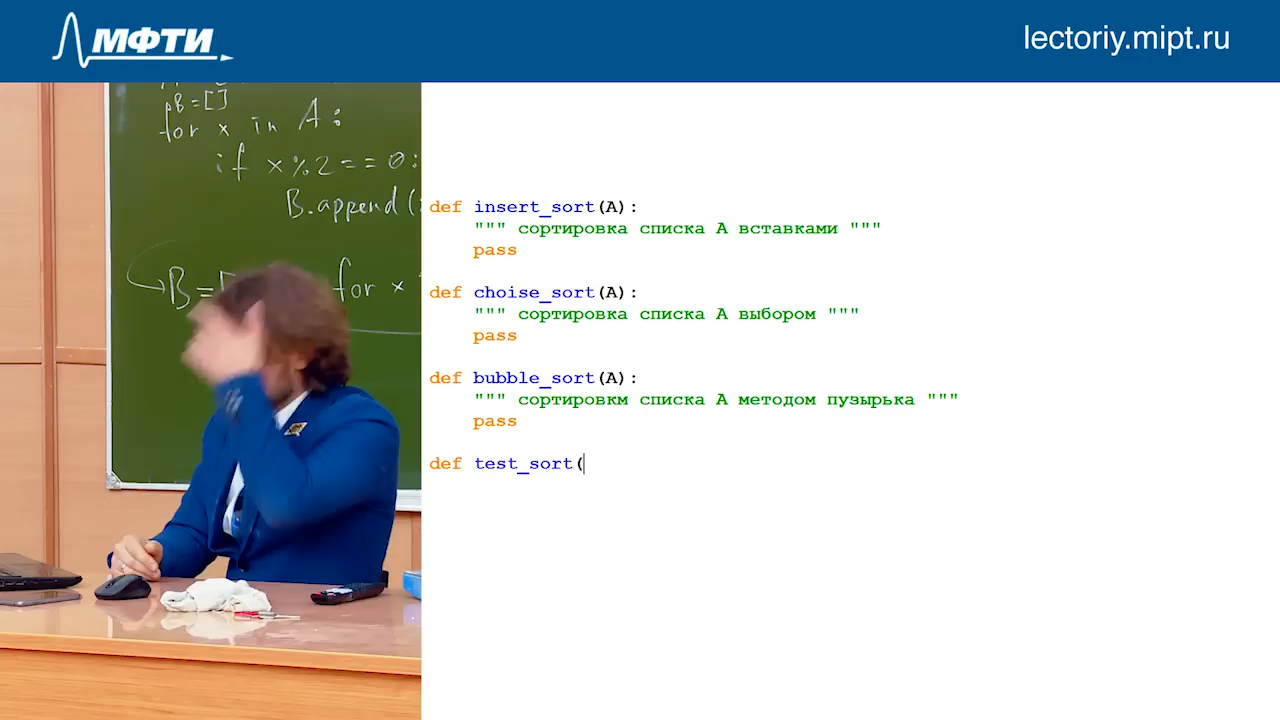 МФТИ
lectoriy.mipt.ru
B=[]
for x in A:
if x%2==0:
B.append(
B=[
for x
def insert_sort(A):
""" сортировка списка A вставками """
pass
def choise_sort(A):
""" сортировка списка A выбором """
pass
def bubble_sort(A):
""" сортировкм списка A методом пузырька """
pass
def test_sort(